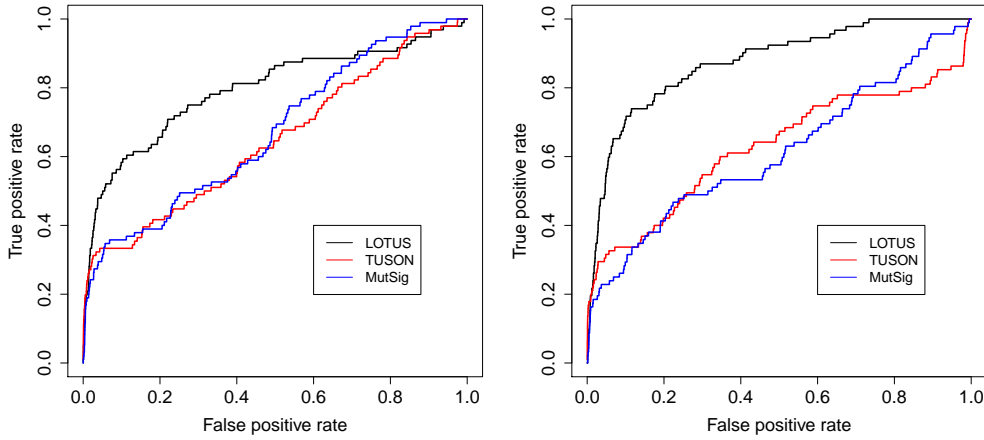 True positive rate
1.0
0.8
0.6
0.4
0.2
0.0
LOTUS
TUSON
MutSig
0.0 0.2 0.4 0.6 0.8 1.0
False positive rate
True positive rate
1.0
0.8
0.6
0.4
0.2
0.0
LOTUS
TUSON
MutSig
0.0 0.2 0.4 0.6 0.8 1.0
False positive rate